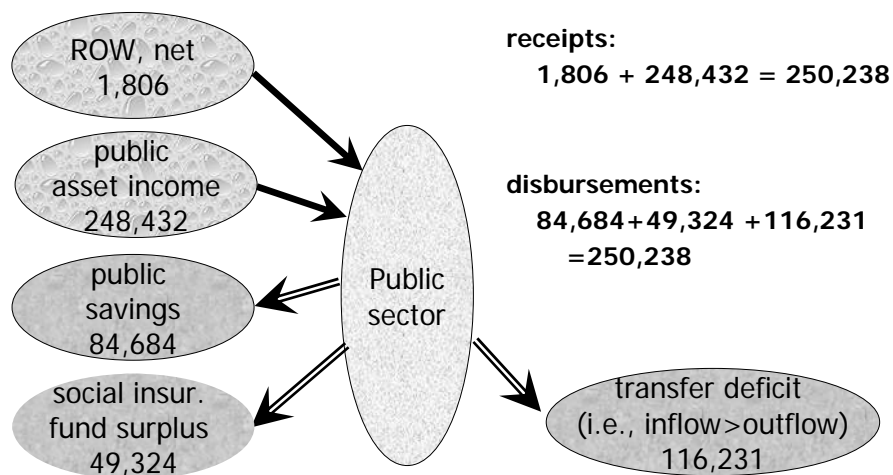 ROW, net
1,806
public
asset income
248,432
public
savings
84,684
social insur.
fund surplus
49,324
Public
sector
receipts:
1,806 + 248,432 = 250,238
disbursements:
84,684+49,324 +116,231
=250,238
transfer deficit
(i.e., inflow>outflow)
116,231